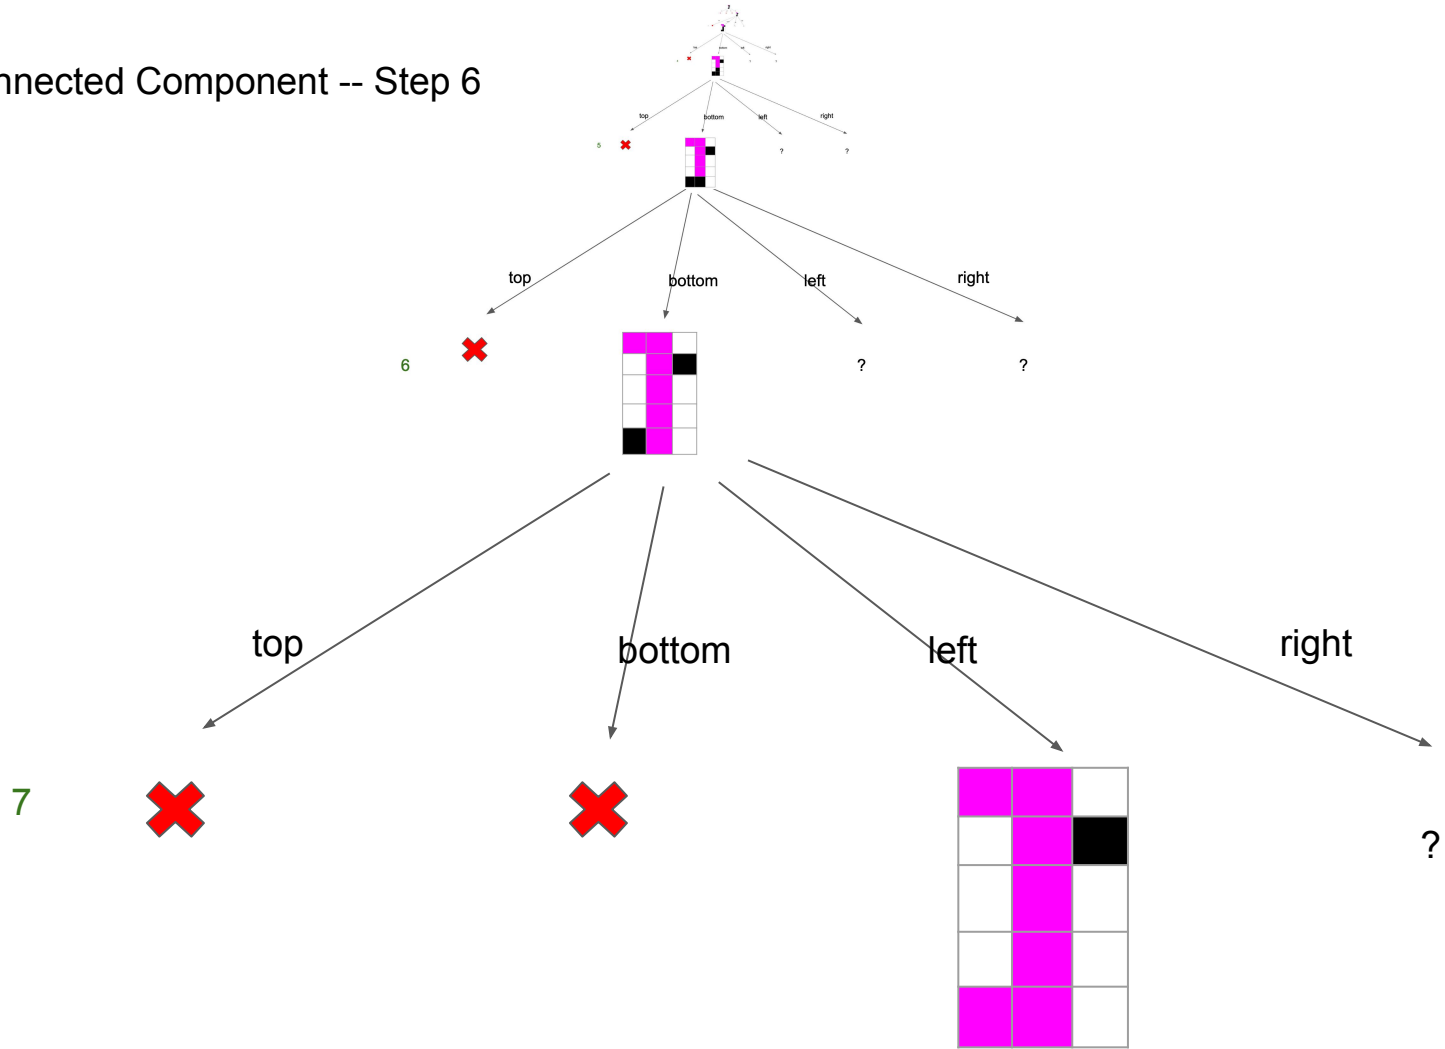 nnected Component -- Step 6
top bottom left right
5 ? ?
top bottom left right
6 ? ?
top bottom left right
7 ?